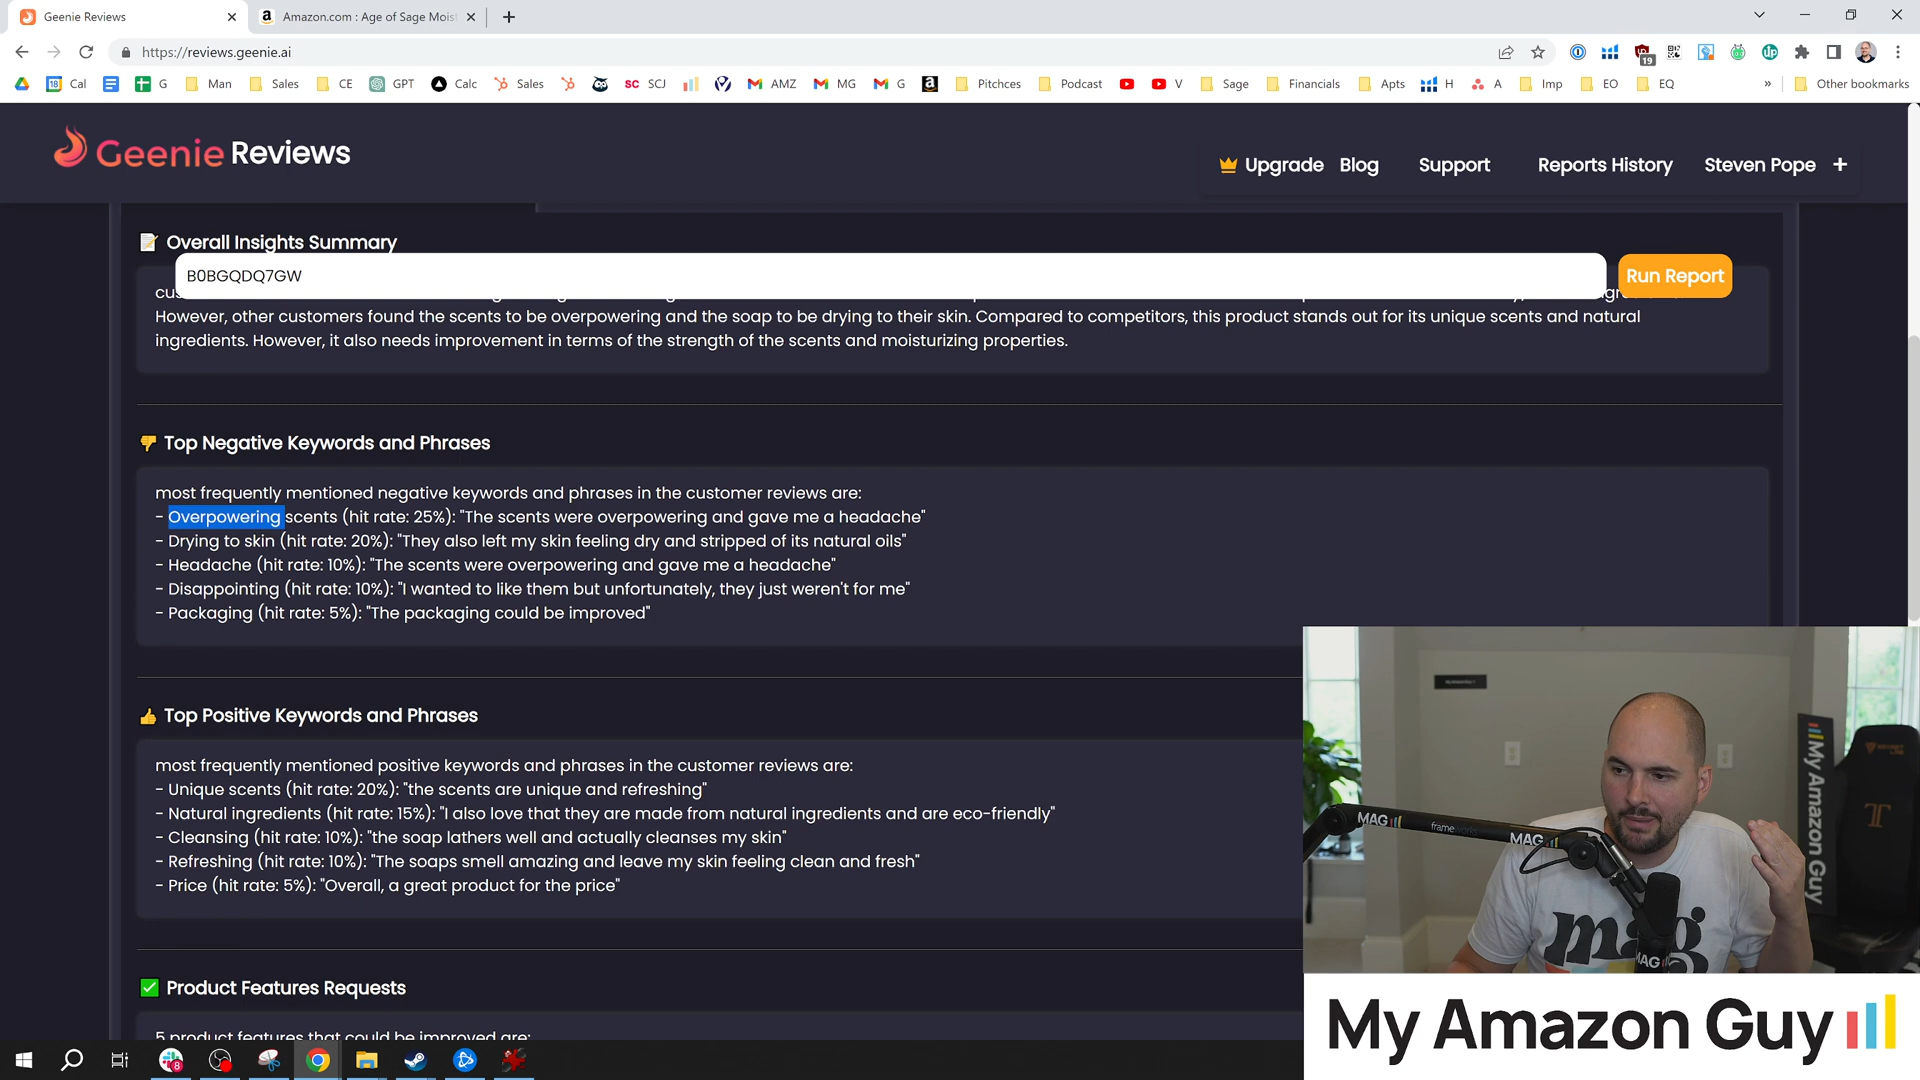 Geenie Reviews
Amazon.com : Age of Sage Moist
https://reviews.geenie.ai
19
18 Cal
G
Man
Sales
CE
GPT
Calc
Sales
SC SCJ
AMZ
MG
G
Pitchces
Podcast
V
Sage
Financials
Apts
H
A
Imp
EO
EQ
»
Other bookmarks
Geenie Reviews
Upgrade
Blog
Support
Reports History
Steven Pope +
Overall Insights Summary
B0BGQDQ7GW
Run Report
However, other customers found the scents to be overpowering and the soap to be drying to their skin. Compared to competitors, this product stands out for its unique scents and natural
ingredients. However, it also needs improvement in terms of the strength of the scents and moisturizing properties.
Top Negative Keywords and Phrases
most frequently mentioned negative keywords and phrases in the customer reviews are:
- Overpowering scents (hit rate: 25%): "The scents were overpowering and gave me a headache"
- Drying to skin (hit rate: 20%): "They also left my skin feeling dry and stripped of its natural oils"
- Headache (hit rate: 10%): "The scents were overpowering and gave me a headache"
- Disappointing (hit rate: 10%): "I wanted to like them but unfortunately, they just weren't for me"
- Packaging (hit rate: 5%): "The packaging could be improved"
Top Positive Keywords and Phrases
most frequently mentioned positive keywords and phrases in the customer reviews are:
- Unique scents (hit rate: 20%): "the scents are unique and refreshing"
- Natural ingredients (hit rate: 15%): "I also love that they are made from natural ingredients and are eco-friendly"
- Cleansing (hit rate: 10%): "the soap lathers well and actually cleanses my skin"
- Refreshing (hit rate: 10%): "The soaps smell amazing and leave my skin feeling clean and fresh"
- Price (hit rate: 5%): "Overall, a great product for the price"
Product Features Requests
5 product features that could be improved are:
MAG
frameworks
MAG
mag
MAG
My Amazon Guy
My Amazon Guy
8